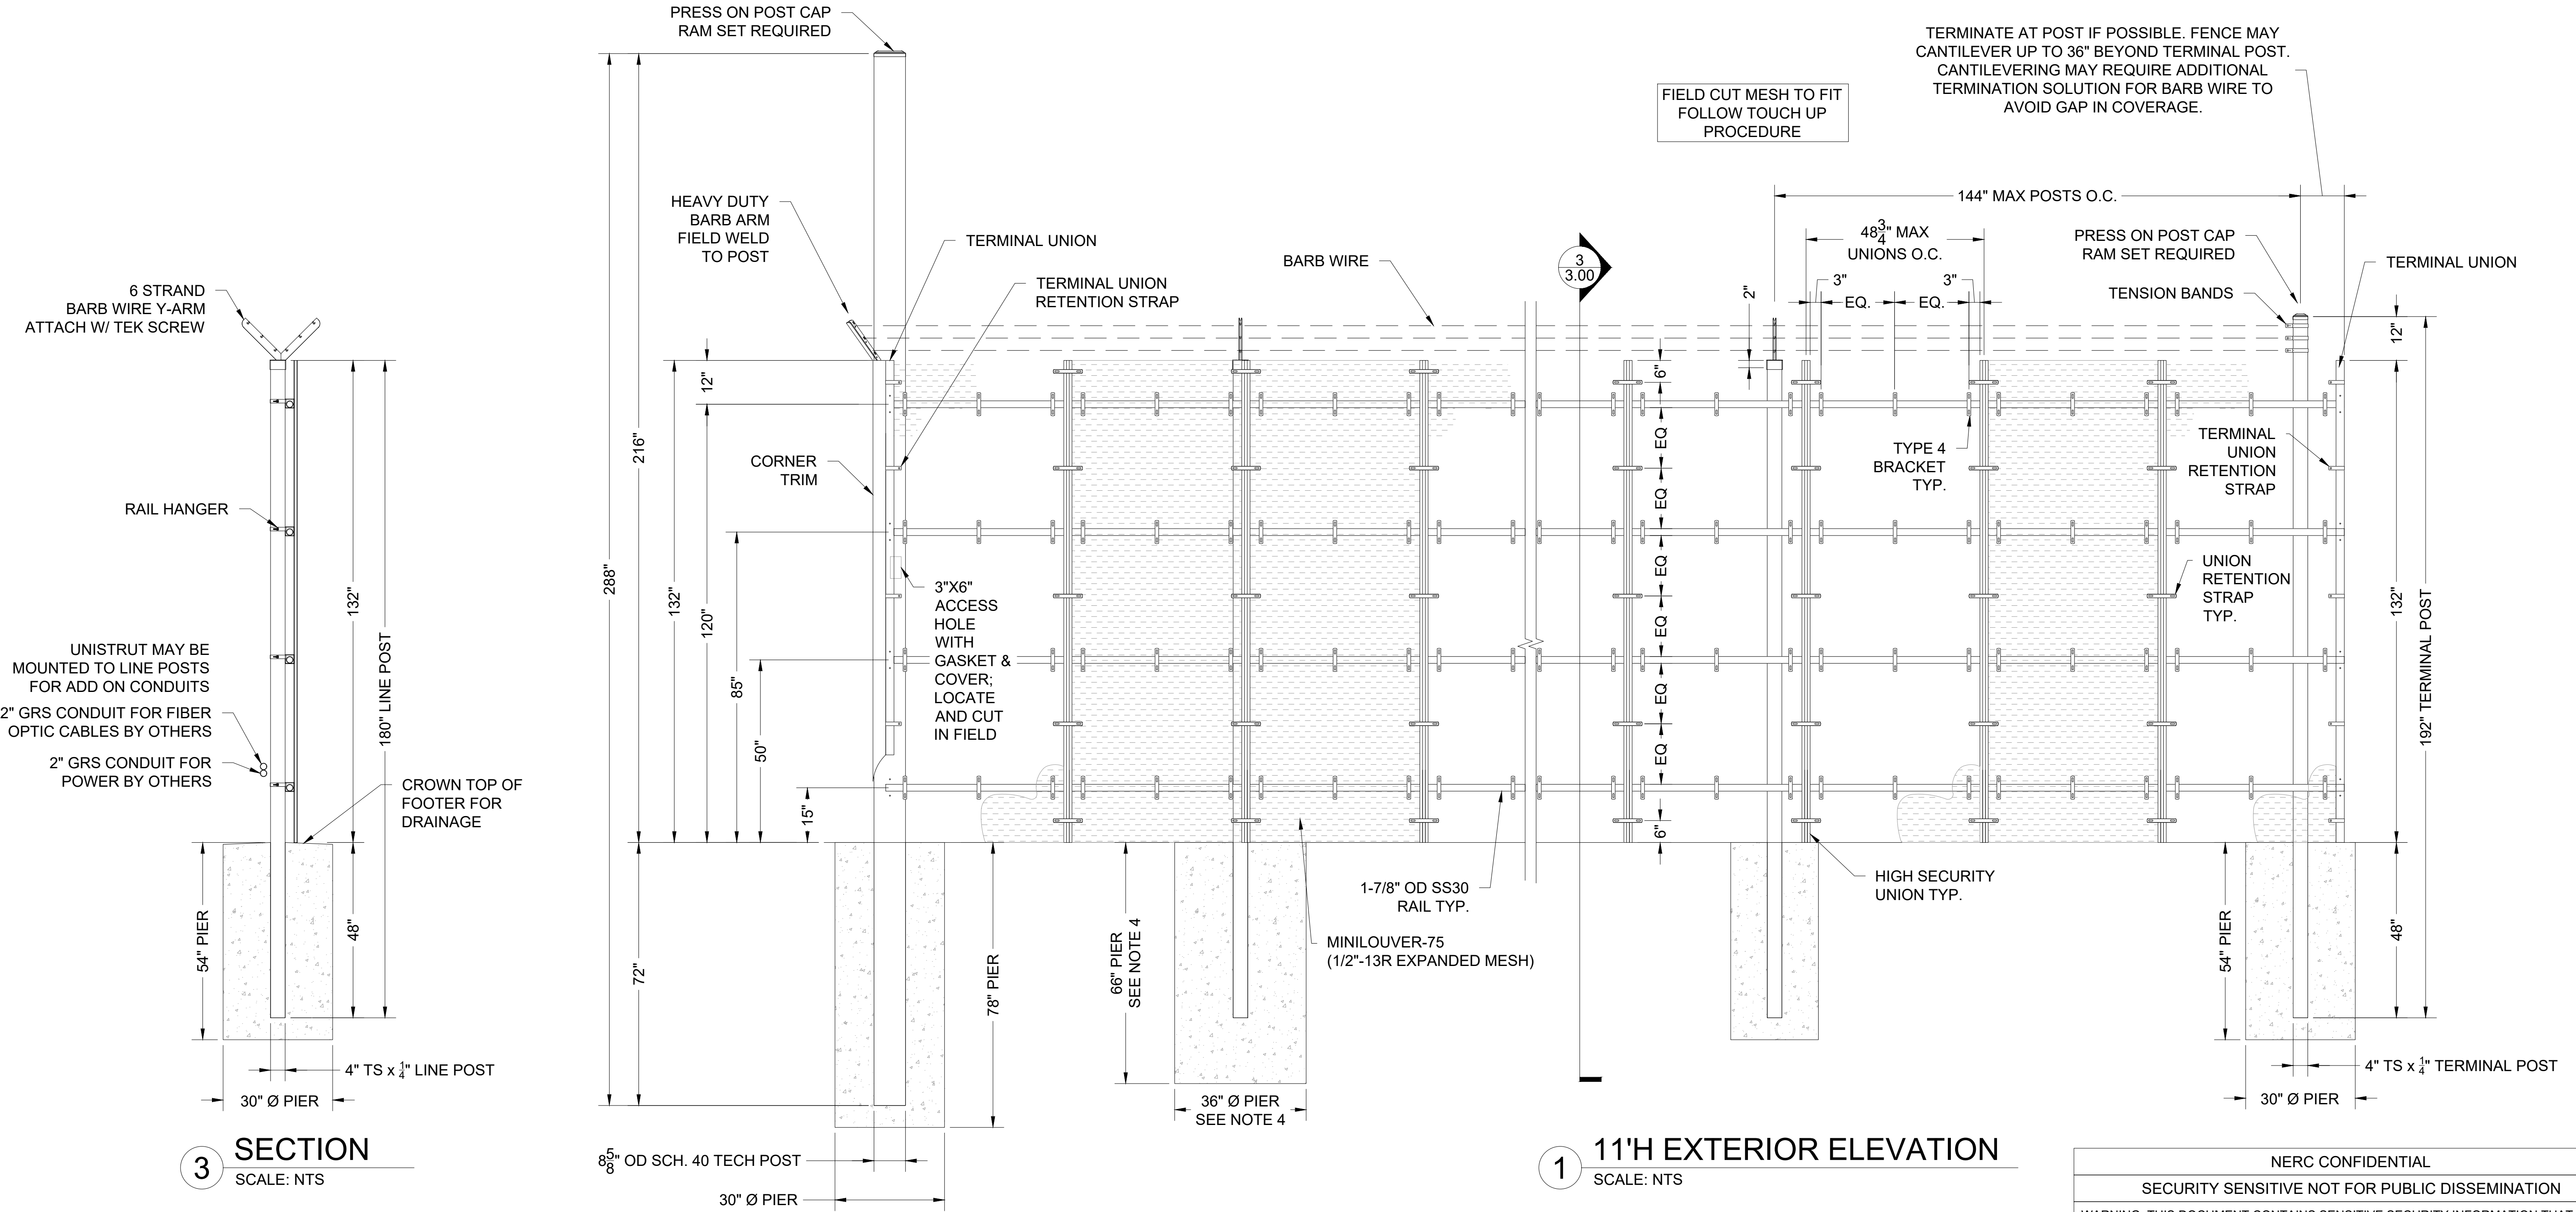 PRESS ON POST CAP
RAM SET REQUIRED
TERMINATE AT POST IF POSSIBLE. FENCE MAY
CANTILEVER UP TO 36" BEYOND TERMINAL POST.
CANTILEVERING MAY REQUIRE ADDITIONAL
TERMINATION SOLUTION FOR BARB WIRE TO
AVOID GAP IN COVERAGE.
FIELD CUT MESH TO FIT
FOLLOW TOUCH UP
PROCEDURE
HEAVY DUTY
BARB ARM
FIELD WELD
TO POST
TERMINAL UNION
TERMINAL UNION
RETENTION STRAP
BARB WIRE
3
3.00
144" MAX POSTS O.C.
48 3/4" MAX
UNIONS O.C.
3"
3"
EQ.
EQ.
2"
PRESS ON POST CAP
RAM SET REQUIRED
TENSION BANDS
TERMINAL UNION
12"
6 STRAND
BARB WIRE Y-ARM
ATTACH W/ TEK SCREW
RAIL HANGER
UNISTRUT MAY BE
MOUNTED TO LINE POSTS
FOR ADD ON CONDUITS
2" GRS CONDUIT FOR FIBER
OPTIC CABLES BY OTHERS
2" GRS CONDUIT FOR
POWER BY OTHERS
132"
180" LINE POST
CROWN TOP OF
FOOTER FOR
DRAINAGE
54" PIER
48"
4" TS x 1/4" LINE POST
30" Ø PIER
3
SECTION
SCALE: NTS
288"
216"
132"
12"
120"
85"
50"
15"
72"
CORNER
TRIM
3"X6"
ACCESS
HOLE
WITH
GASKET &
COVER;
LOCATE
AND CUT
IN FIELD
6"
EQ
EQ
EQ
EQ
EQ
EQ
6"
TYPE 4
BRACKET
TYP.
TERMINAL
UNION
RETENTION
STRAP
UNION
RETENTION
STRAP
TYP.
132"
192" TERMINAL POST
HIGH SECURITY
UNION TYP.
1-7/8" OD SS30
RAIL TYP.
MINILOUVER-75
(1/2"-13R EXPANDED MESH)
78" PIER
66" PIER
SEE NOTE 4
36" Ø PIER
SEE NOTE 4
54" PIER
48"
4" TS x 1/4" TERMINAL POST
30" Ø PIER
8 5/8" OD SCH. 40 TECH POST
30" Ø PIER
1
11'H EXTERIOR ELEVATION
SCALE: NTS
NERC CONFIDENTIAL
SECURITY SENSITIVE NOT FOR PUBLIC DISSEMINATION
WARNING: THIS DOCUMENT CONTAINS SENSITIVE SECURITY INFORMATION THAT